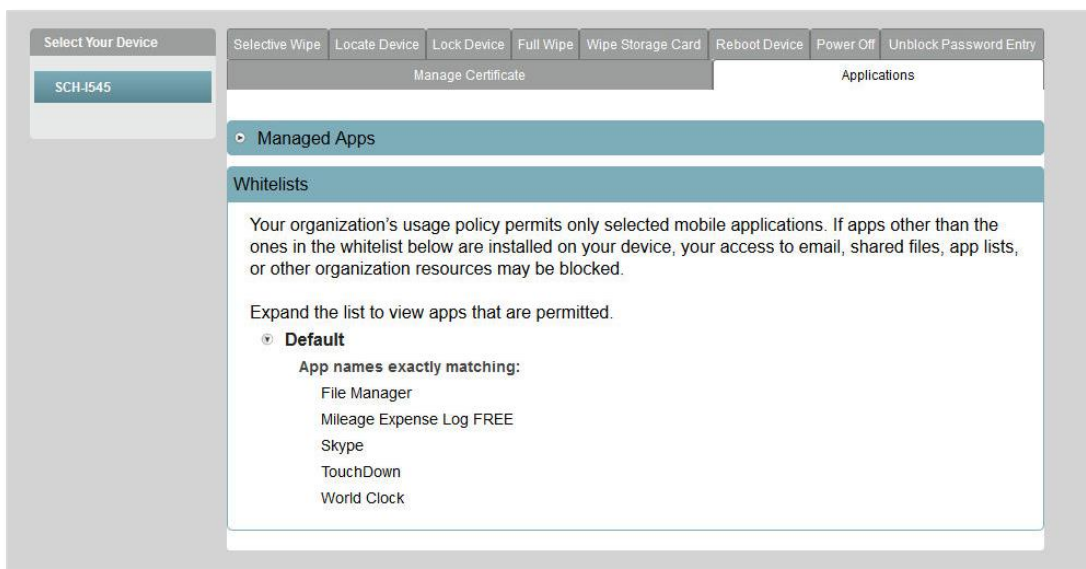 Select Your Device
SCH-I545
Selective Wipe Locate Device Lock Device Full Wipe Wipe Storage Card Reboot Device Power Off Unblock Password Entry
Manage Certificate Applications
Managed Apps
Whitelists
Your organization's usage policy permits only selected mobile applications. If apps other than the
ones in the whitelist below are installed on your device, your access to email, shared files, app lists,
or other organization resources may be blocked.
Expand the list to view apps that are permitted.
Default
App names exactly matching:
File Manager
Mileage Expense Log FREE
Skype
TouchDown
World Clock